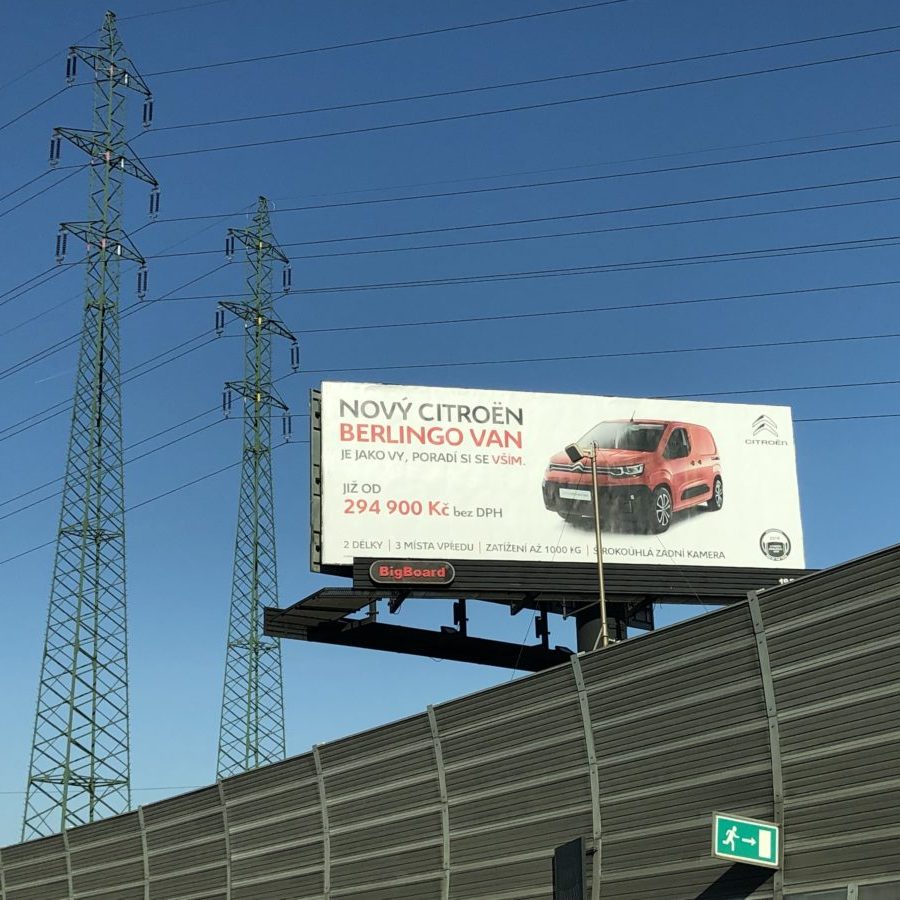 NOVÝ CITROËN
BERLINGO VAN
JE JAKO VY, PORADÍ SI SE VŠÍM.
JIŽ OD
294 900 Kč bez DPH
2 DÉLKY | 3 MÍSTA VPŘEDU | ZATÍŽENÍ AŽ 1000 KG | ŠIROKOÚHLÁ ZADNÍ KAMERA
CITROËN
BigBoard